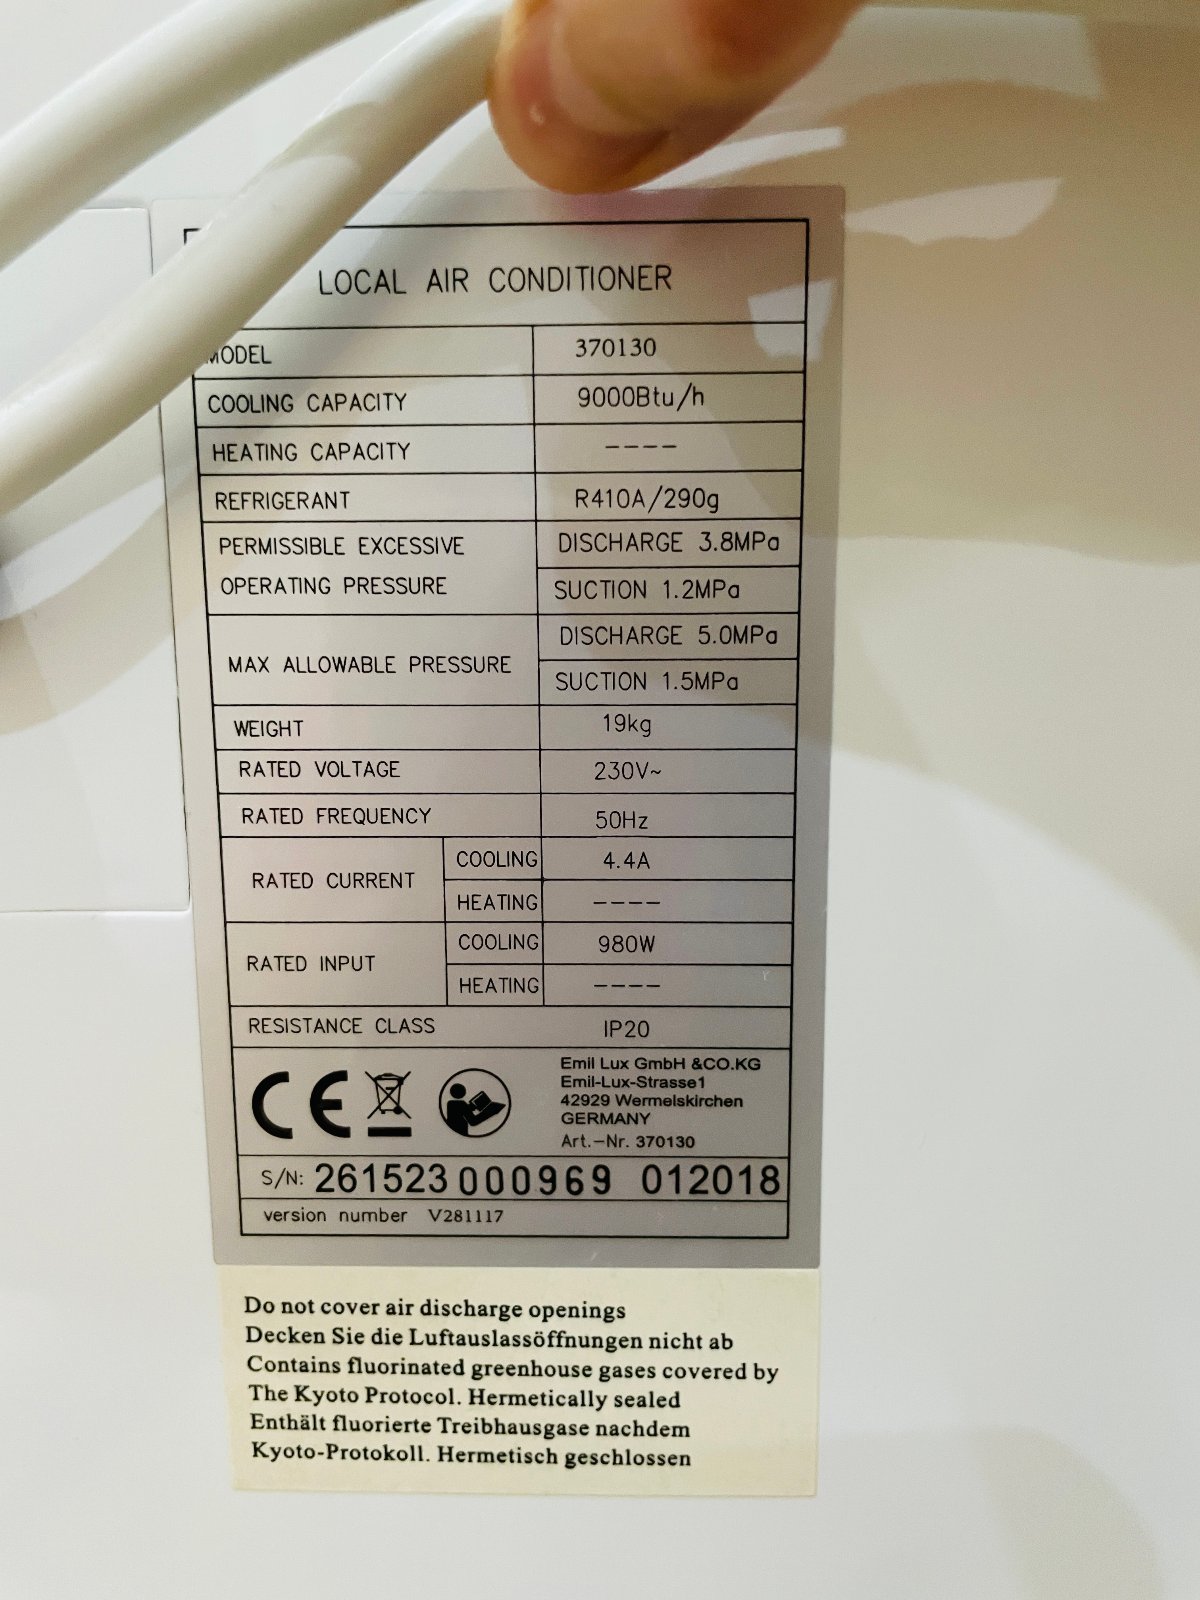 LOCAL AIR CONDITIONER
MODEL 370130
COOLING CAPACITY 9000Btu/h
HEATING CAPACITY ----
REFRIGERANT R410A/290g
PERMISSIBLE EXCESSIVE OPERATING PRESSURE DISCHARGE 3.8MPa
SUCTION 1.2MPa
MAX ALLOWABLE PRESSURE DISCHARGE 5.0MPa
SUCTION 1.5MPa
WEIGHT 19kg
RATED VOLTAGE 230V~
RATED FREQUENCY 50Hz
RATED CURRENT COOLING 4.4A
HEATING ----
RATED INPUT COOLING 980W
HEATING ----
RESISTANCE CLASS IP20
CE
Emil Lux GmbH &CO.KG
Emil-Lux-Strasse1
42929 Wermelskirchen
GERMANY
Art.-Nr. 370130
S/N: 261523 000969 012018
version number V281117
Do not cover air discharge openings
Decken Sie die Luftauslassöffnungen nicht ab
Contains fluorinated greenhouse gases covered by
The Kyoto Protocol. Hermetically sealed
Enthält fluorierte Treibhausgase nachdem
Kyoto-Protokoll. Hermetisch geschlossen